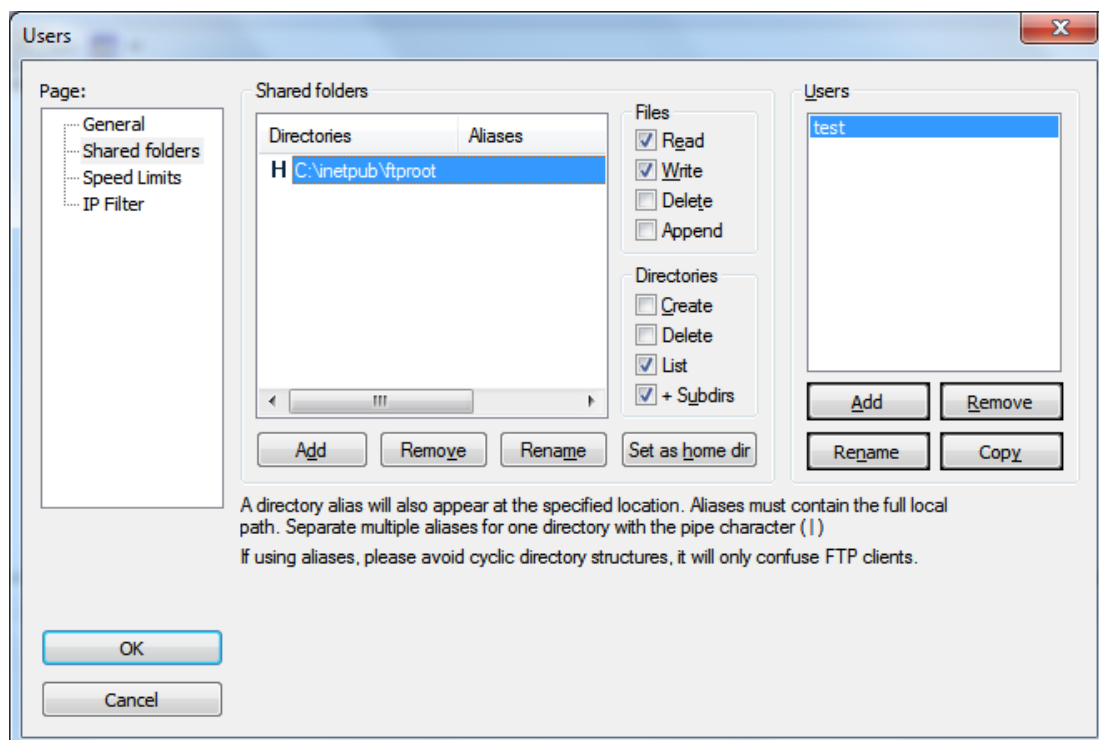 Users
X
Page:
General
Shared folders
Speed Limits
IP Filter
Shared folders
Directories Aliases
H C:\inetpub\ftproot
Add Remove Rename Set as home dir
Files
Read
Write
Delete
Append
Directories
Create
Delete
List
+ Subdirs
Users
test
Add Remove
Rename Copy
A directory alias will also appear at the specified location. Aliases must contain the full local
path. Separate multiple aliases for one directory with the pipe character ( | )
If using aliases, please avoid cyclic directory structures, it will only confuse FTP clients.
OK
Cancel